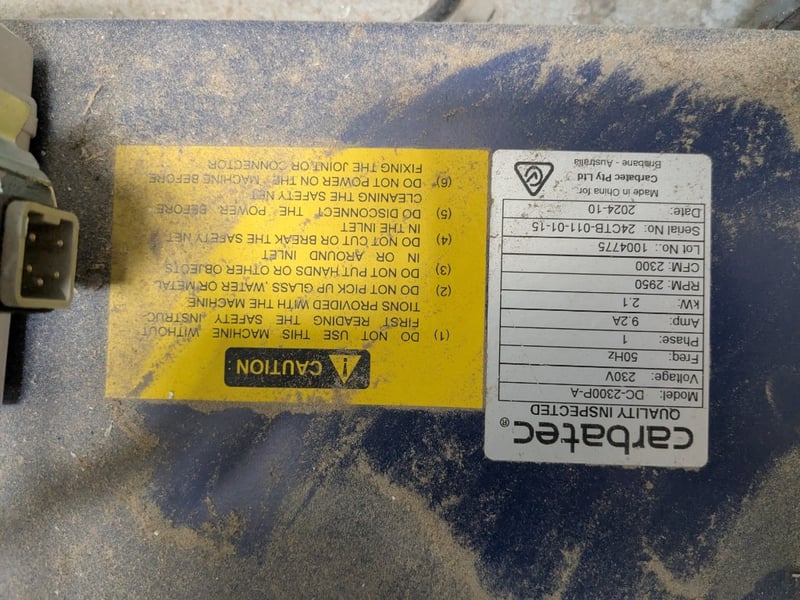 carbatec®
QUALITY INSPECTED
Model: DC-2300P-A
Voltage: 230V
Freq: 50Hz
Phase: 1
Amp: 9.2A
kW: 2.1
RPM: 2950
CFM: 2300
Lot No.: 1004775
Serial No: 24CTB-011-01-15
Date: 2024-10
Made in China for:
Carbatec Pty Ltd
Brisbane - Australia
CAUTION:
(1) DO NOT USE THIS MACHINE WITHOUT
FIRST READING THE SAFETY INSTRUC-
TIONS PROVIDED WITH THE MACHINE
(2) DO NOT PICK UP GLASS, WATER OR METAL
(3) DO NOT PUT HANDS OR OTHER OBJECTS
IN OR AROUND INLET
(4) DO NOT CUT OR BREAK THE SAFETY NET
IN THE INLET
(5) DO DISCONNECT THE POWER BEFORE
CLEANING THE SAFETY NET
(6) DO NOT POWER ON THE MACHINE BEFORE
FIXING THE JOINT OR CONNECTOR